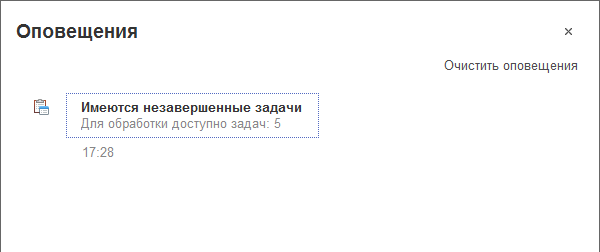 Оповещения
×
Очистить оповещения
Имеются незавершенные задачи
Для обработки доступно задач: 5
17:28